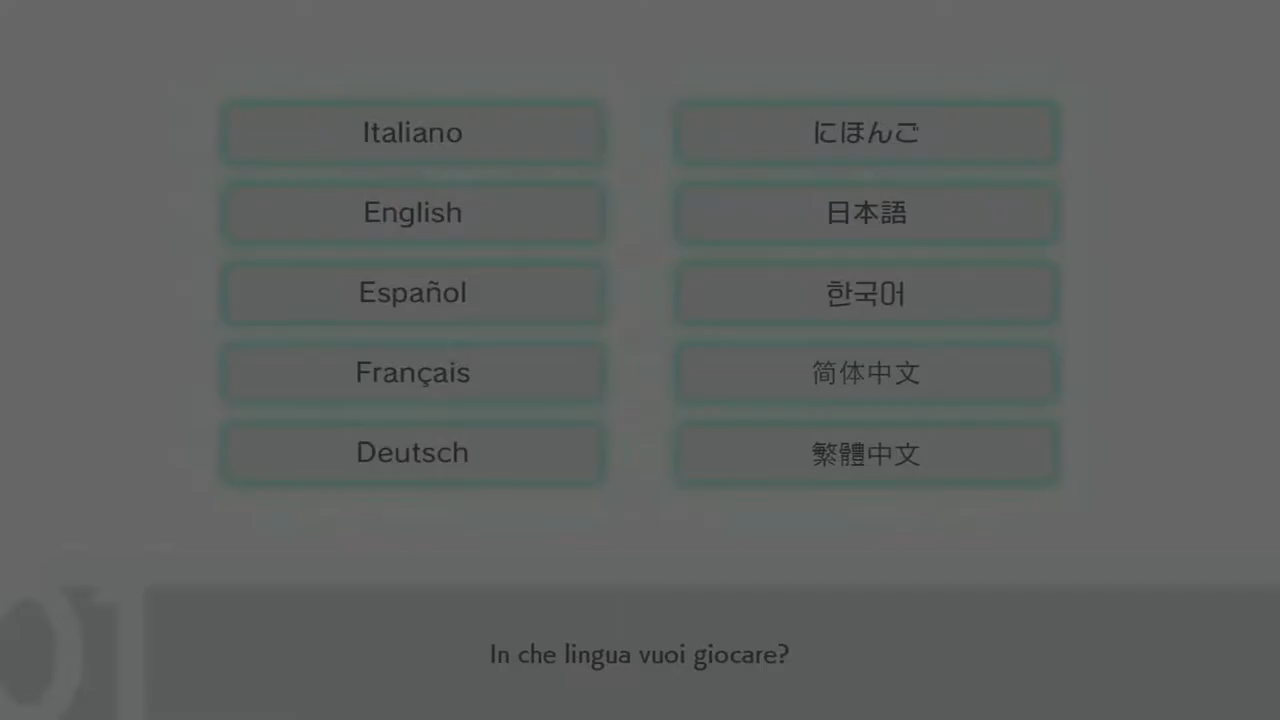 Italiano
English
Español
Français
Deutsch
にほんご
日本語
한국어
简体中文
繁體中文
01
In che lingua vuoi giocare?